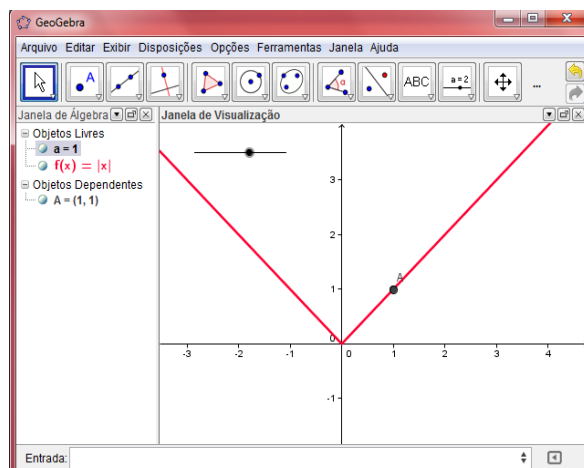 GeoGebra
Arquivo Editar Exibir Disposições Opções Ferramentas Janela Ajuda
A
α
ABC
a = 2
...
Janela de Álgebra
Janela de Visualização
Objetos Livres
a = 1
f(x) = |x|
Objetos Dependentes
A = (1, 1)
3
2
A
1
0
-3 -2 -1 0 1 2 3 4
-1
Entrada: